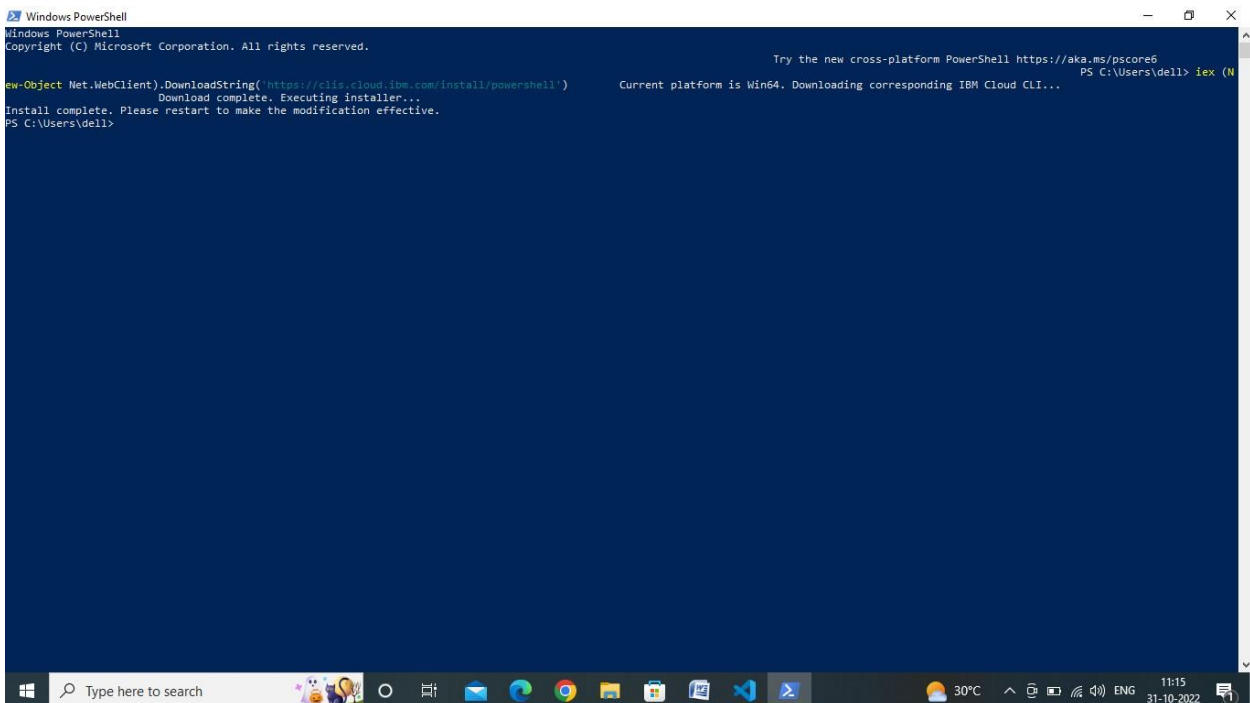 Windows PowerShell
Windows PowerShell
Copyright (C) Microsoft Corporation. All rights reserved.
Try the new cross-platform PowerShell https://aka.ms/pscore6
PS C:\Users\dell> iex (N
ew-Object Net.WebClient).DownloadString('https://clis.cloud.ibm.com/install/powershell') Current platform is Win64. Downloading corresponding IBM Cloud CLI...
Download complete. Executing installer...
Install complete. Please restart to make the modification effective.
PS C:\Users\dell>
Type here to search
30°C
ENG
11:15
31-10-2022
1